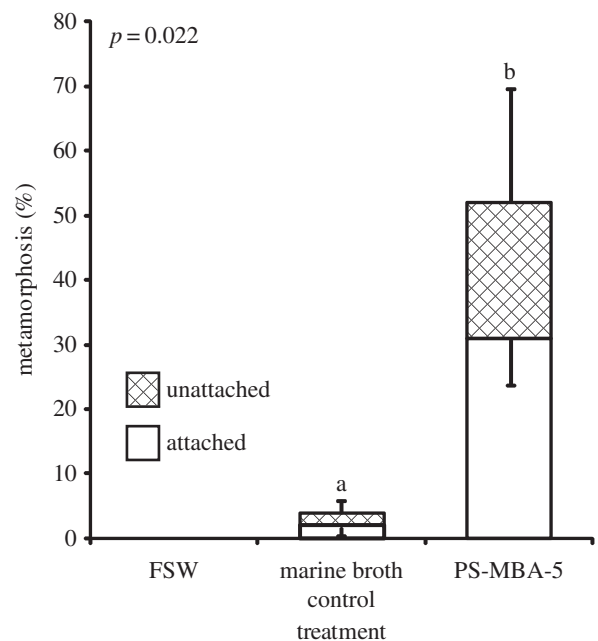 80
p = 0.022
b
70
60
50
metamorphosis (%)
40
30
unattached
20
attached
10
a
0
FSW
marine broth
control
PS-MBA-5
treatment